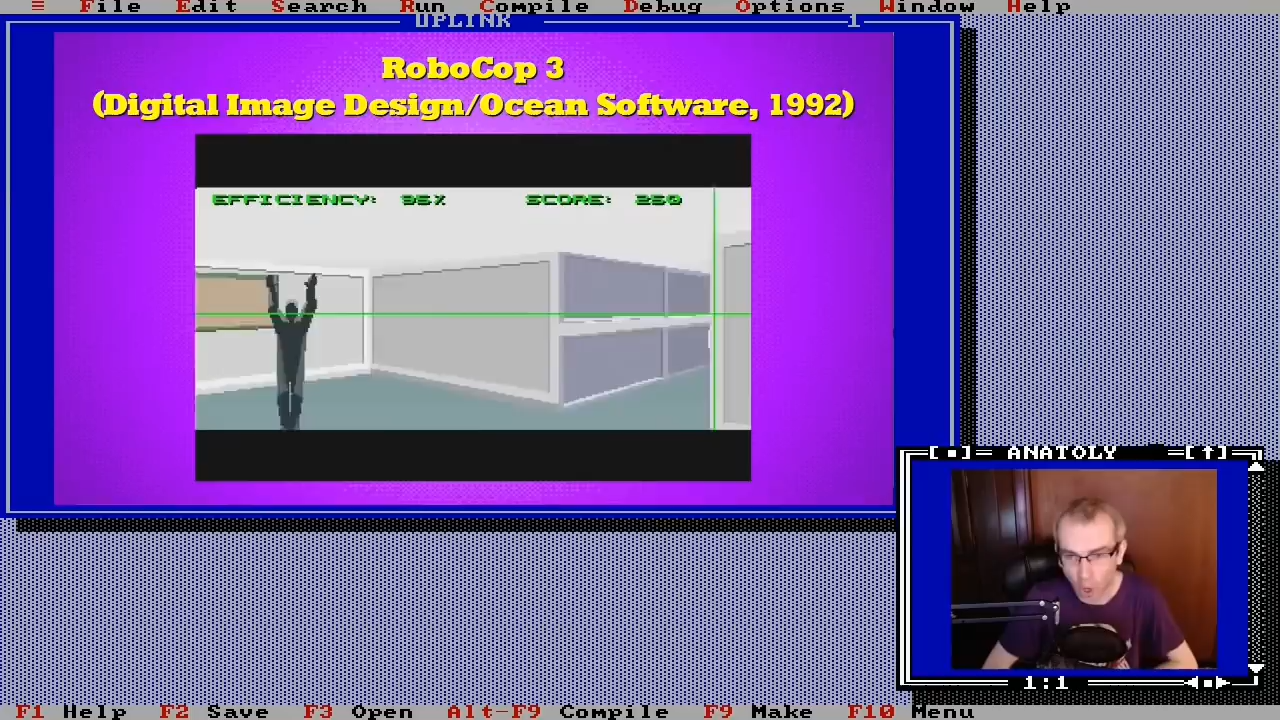 ≡ File Edit Search Run Compile Debug Options Window Help
UPLINK 1
RoboCop 3
(Digital Image Design/Ocean Software, 1992)
EFFICIENCY: 96% SCORE: 250
[▪] ANATOLY [↑]
1:1
F1 Help F2 Save F3 Open Alt-F9 Compile F9 Make F10 Menu